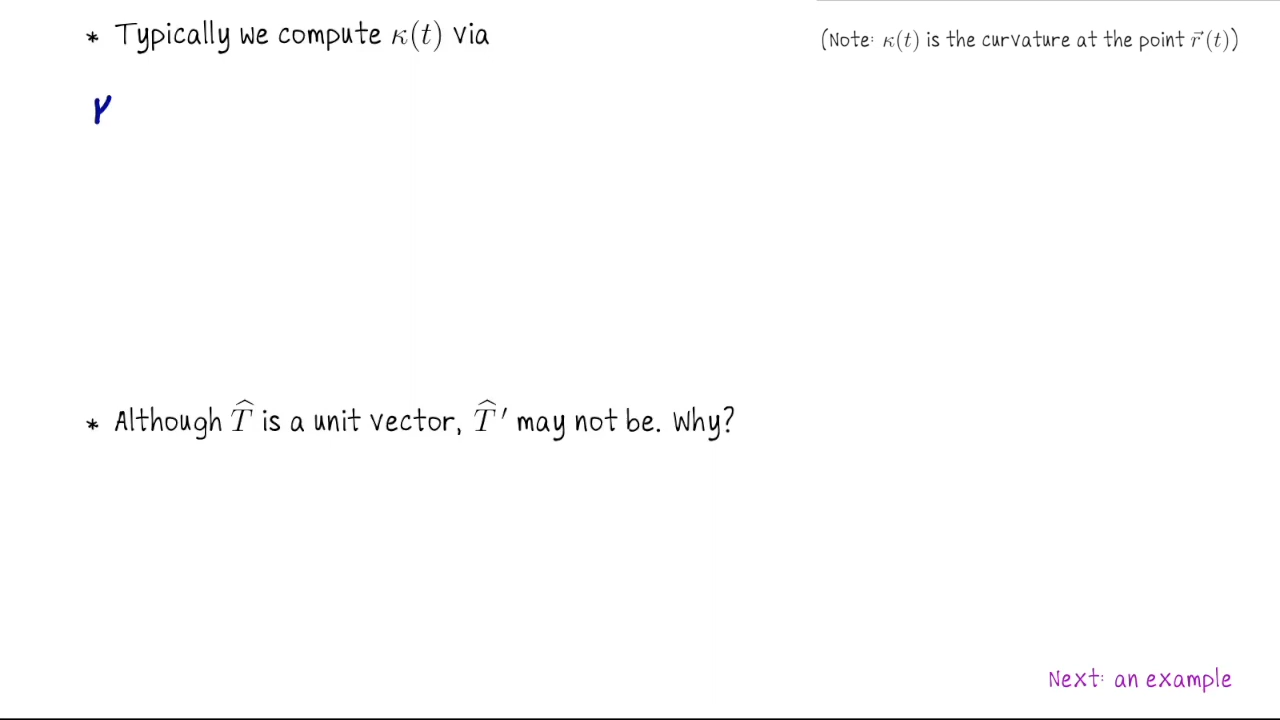 * Typically we compute κ(t) via
(Note: κ(t) is the curvature at the point r⃗(t))
* Although T̂ is a unit vector, T̂ ′ may not be. Why?
Next: an example